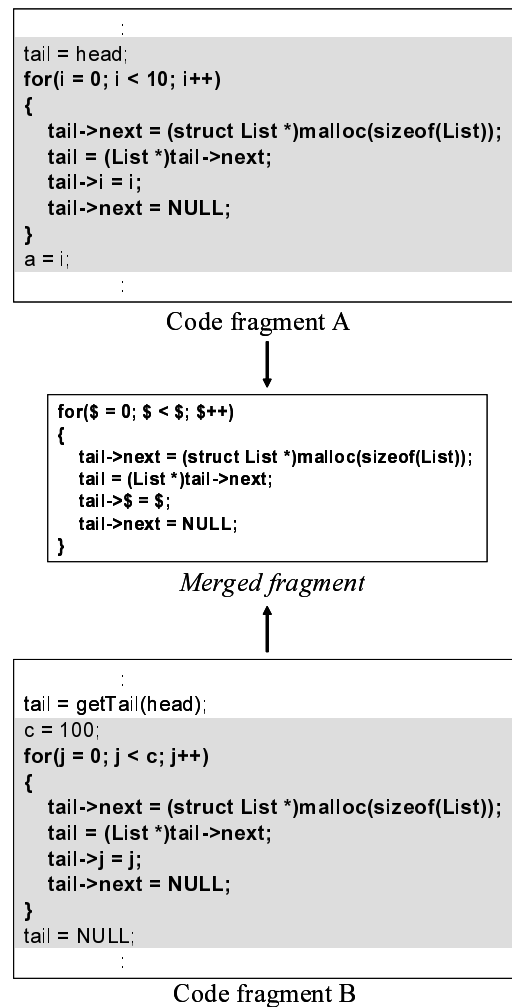 :
tail = head;
for(i = 0; i < 10; i++)
{
tail->next = (struct List *)malloc(sizeof(List));
tail = (List *)tail->next;
tail->i = i;
tail->next = NULL;
}
a = i;
:
Code fragment A
for($ = 0; $ < $; $++)
{
tail->next = (struct List *)malloc(sizeof(List));
tail = (List *)tail->next;
tail->$ = $;
tail->next = NULL;
}
Merged fragment
:
tail = getTail(head);
c = 100;
for(j = 0; j < c; j++)
{
tail->next = (struct List *)malloc(sizeof(List));
tail = (List *)tail->next;
tail->j = j;
tail->next = NULL;
}
tail = NULL;
:
Code fragment B